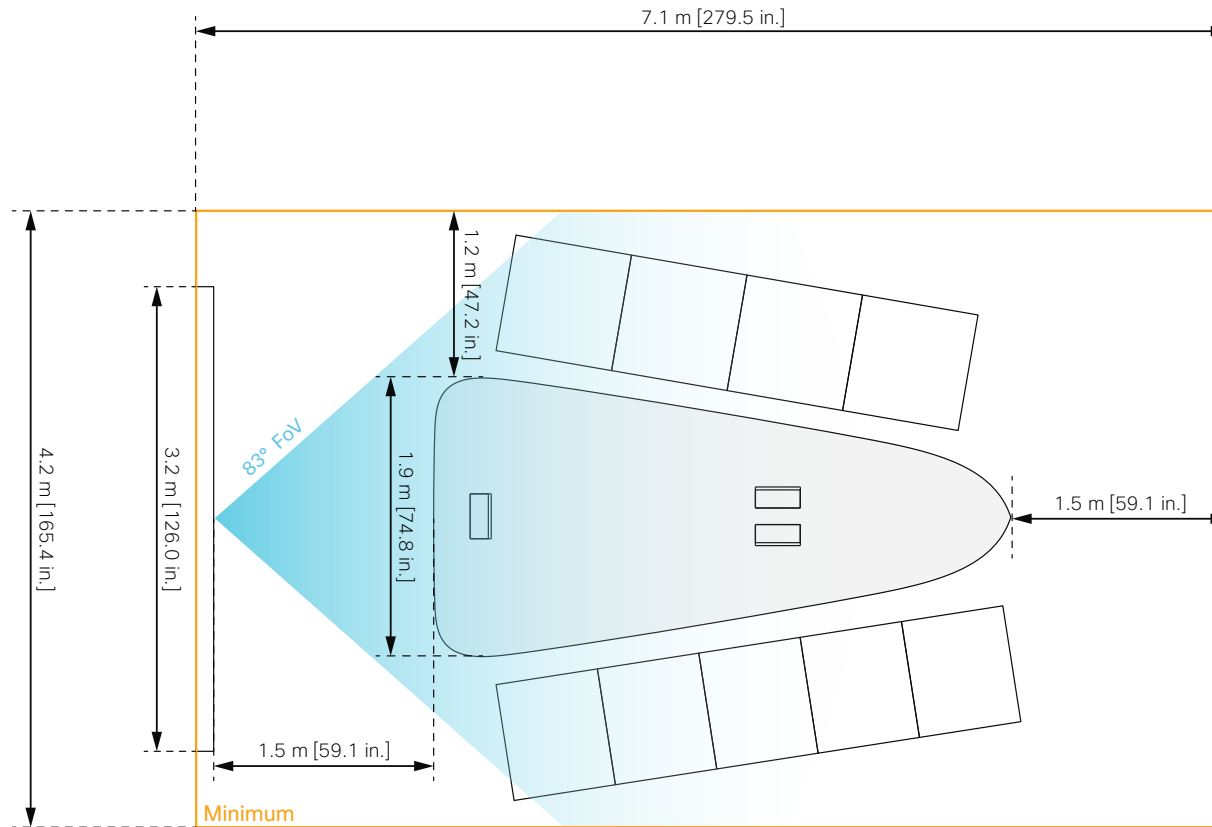 7.1 m [279.5 in.]
1.2 m [47.2 in.]
83° FoV
4.2 m [165.4 in.]
3.2 m [126.0 in.]
1.9 m [74.8 in.]
1.5 m [59.1 in.]
1.5 m [59.1 in.]
Minimum